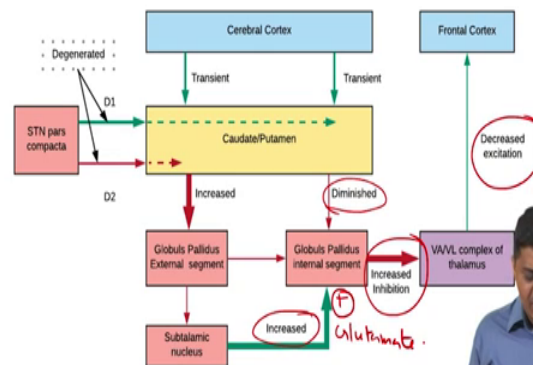 Cerebral Cortex
Frontal Cortex
Degenerated
Transient
Transient
D1
STN pars
compacta
Caudate/Putamen
Decreased
excitation
D2
Increased
Diminished
Globuls Pallidus
External segment
Globuls Pallidus
internal segment
Increased
Inhibition
VA/VL complex of
thalamus
+
Increased
Glutamate.
Subtalamic
nucleus